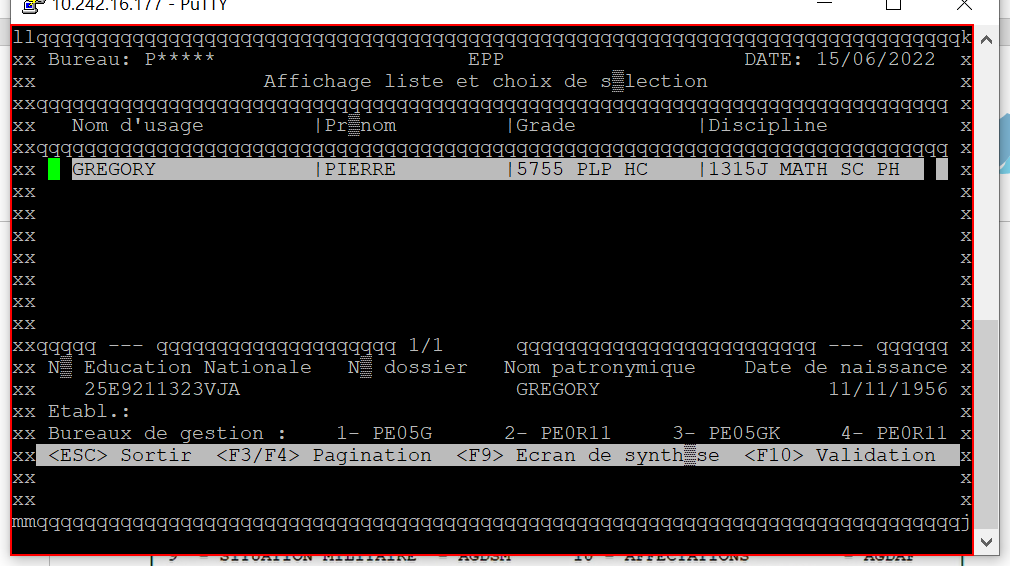 10.242.16.177 - PuTTY
llqqqqqqqqqqqqqqqqqqqqqqqqqqqqqqqqqqqqqqqqqqqqqqqqqqqqqqqqqqqqqqqqqqqqqqqqqqqqqk
xx Bureau: P***** EPP DATE: 15/06/2022 x
xx Affichage liste et choix de s▒lection x
xxqqqqqqqqqqqqqqqqqqqqqqqqqqqqqqqqqqqqqqqqqqqqqqqqqqqqqqqqqqqqqqqqqqqqqqqqqqqq x
xx Nom d'usage |Pr▒nom |Grade |Discipline x
xxqqqqqqqqqqqqqqqqqqqqqqqqqqqqqqqqqqqqqqqqqqqqqqqqqqqqqqqqqqqqqqqqqqqqqqqqqqqq x
xx GREGORY |PIERRE |5755 PLP HC |1315J MATH SC PH x
xx x
xx x
xx x
xx x
xx x
xx x
xx x
xxqqqqq --- qqqqqqqqqqqqqqqqqqqq 1/1 qqqqqqqqqqqqqqqqqqqqqqqqq --- qqqqqq x
xx N▒ Education Nationale N▒ dossier Nom patronymique Date de naissance x
xx 25E9211323VJA GREGORY 11/11/1956 x
xx Etabl.: x
xx Bureaux de gestion : 1- PE05G 2- PE0R11 3- PE05GK 4- PE0R11 x
xx <ESC> Sortir <F3/F4> Pagination <F9> Ecran de synth▒se <F10> Validation x
xx x
xx x
mmqqqqqqqqqqqqqqqqqqqqqqqqqqqqqqqqqqqqqqqqqqqqqqqqqqqqqqqqqqqqqqqqqqqqqqqqqqqqqj
9 - SITUATION MILITAIRE - AGDSM 10 - AFFECTATIONS - AGDAF